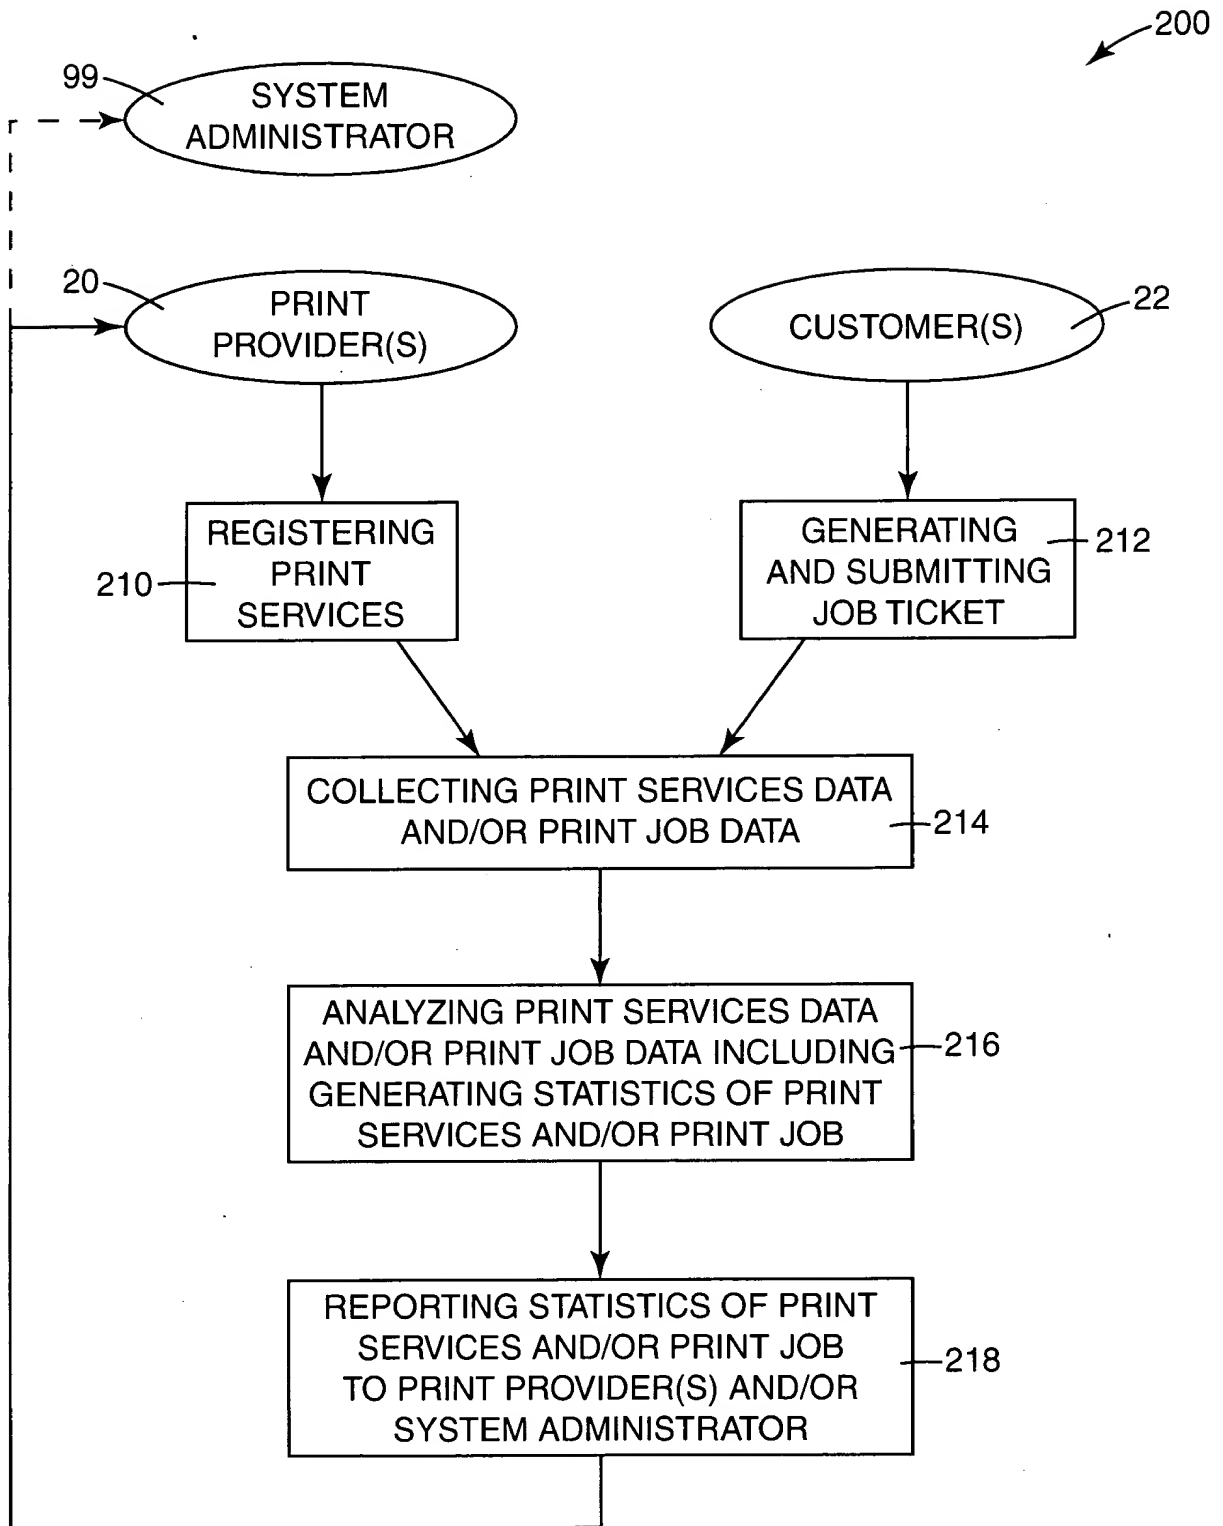 200
99
SYSTEM
ADMINISTRATOR
20
PRINT
PROVIDER(S)
CUSTOMER(S)
22
REGISTERING
PRINT
SERVICES
210
GENERATING
AND SUBMITTING
JOB TICKET
212
COLLECTING PRINT SERVICES DATA
AND/OR PRINT JOB DATA
214
ANALYZING PRINT SERVICES DATA
AND/OR PRINT JOB DATA INCLUDING
GENERATING STATISTICS OF PRINT
SERVICES AND/OR PRINT JOB
216
REPORTING STATISTICS OF PRINT
SERVICES AND/OR PRINT JOB
TO PRINT PROVIDER(S) AND/OR
SYSTEM ADMINISTRATOR
218